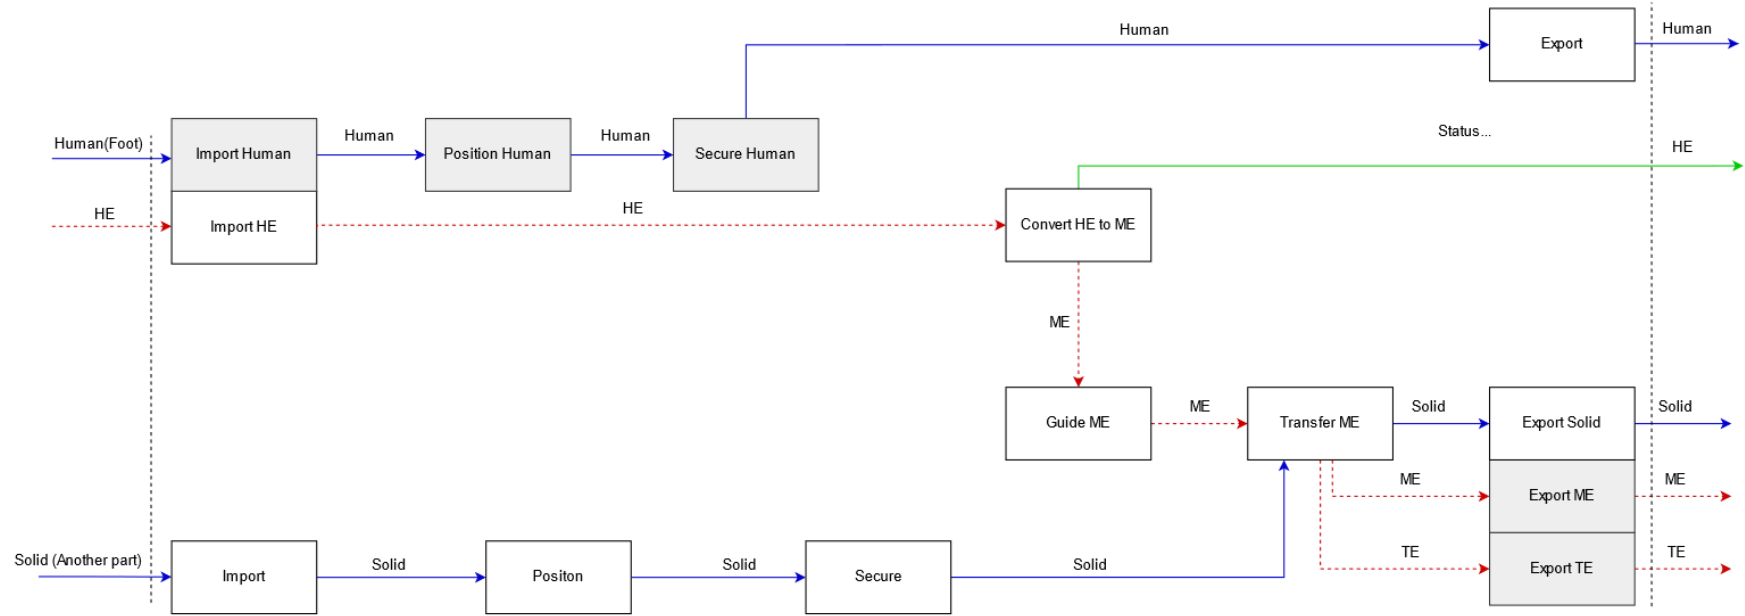 Human
Export
Human
Human(Foot)
Import Human
Human
Position Human
Human
Secure Human
Status...
HE
HE
Import HE
HE
Convert HE to ME
ME
Guide ME
ME
Transfer ME
Solid
Export Solid
Solid
ME
Export ME
ME
TE
Export TE
TE
Solid (Another part)
Import
Solid
Positon
Solid
Secure
Solid